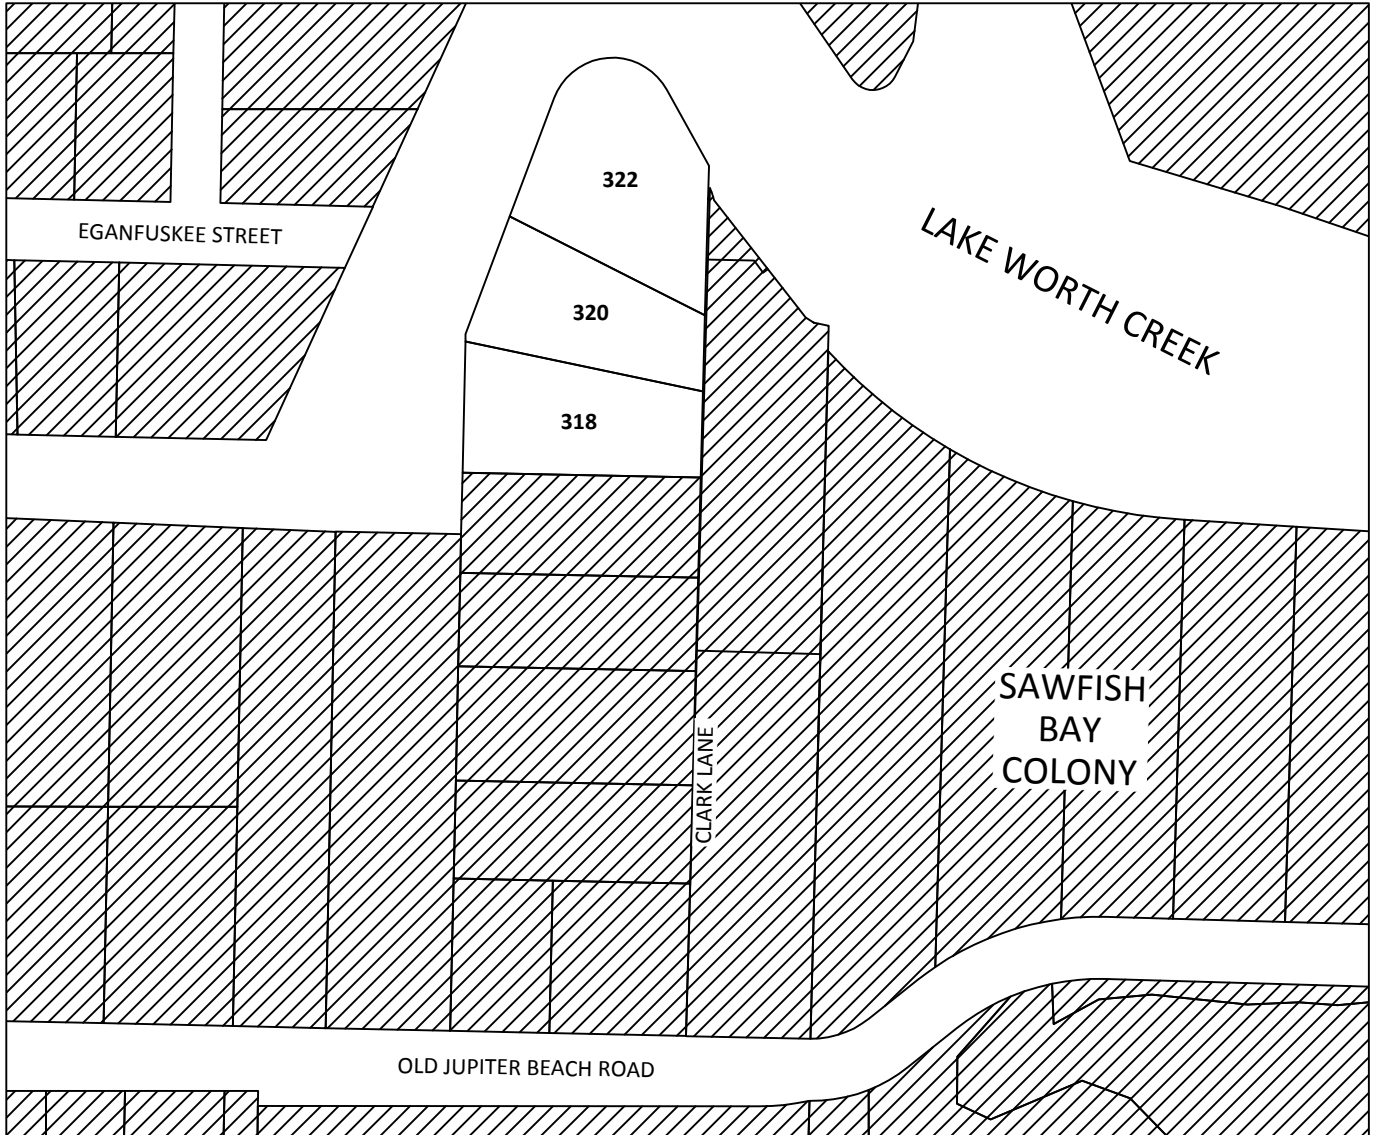 322
EGANFUSKEE STREET
LAKE WORTH CREEK
320
318
SAWFISH
BAY
COLONY
CLARK LANE
OLD JUPITER BEACH ROAD